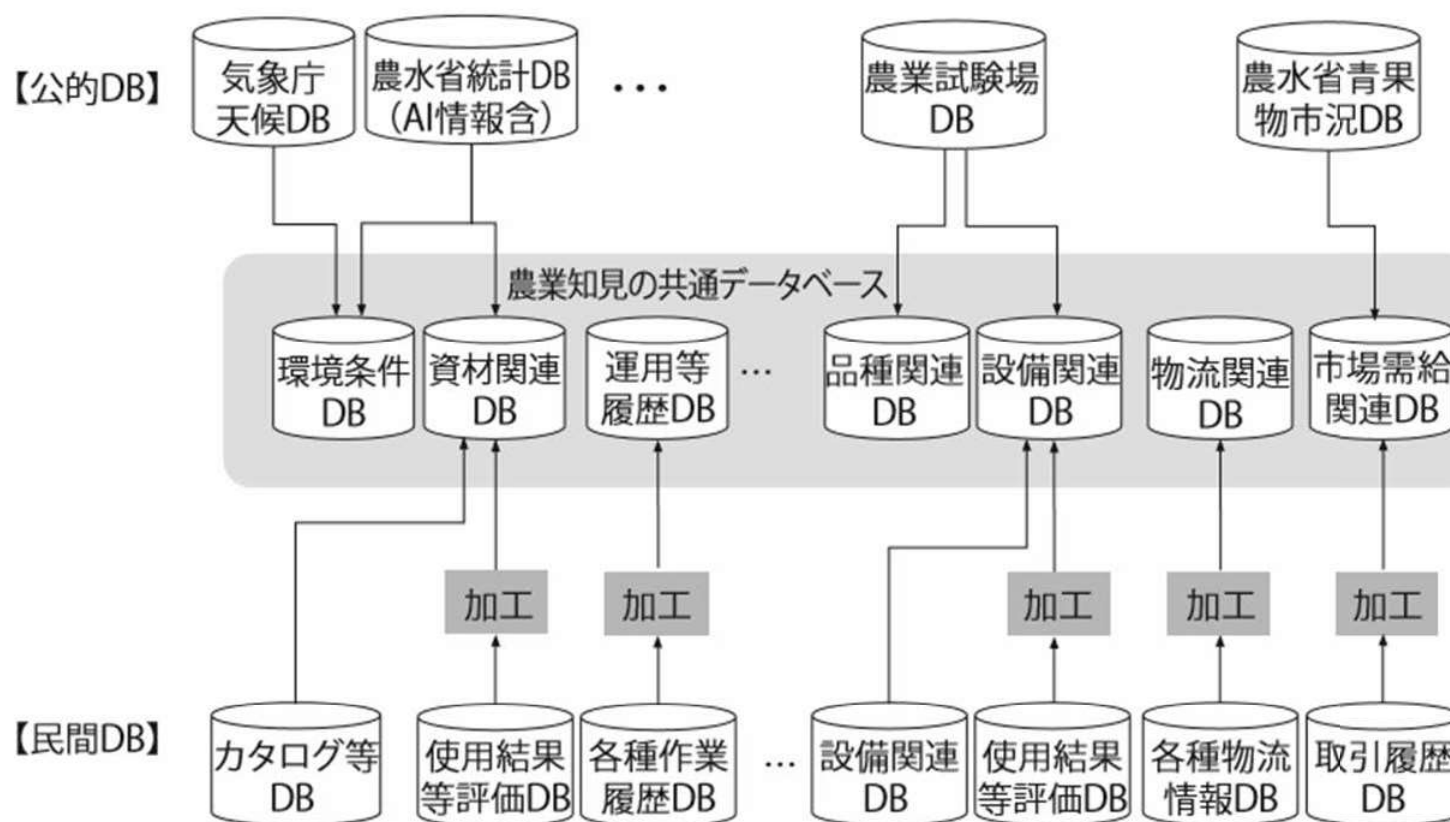 【公的DB】
気象庁
天候DB
農水省統計DB
(AI情報含)
…
農業試験場
DB
農水省青果
物市況DB
農業知見の共通データベース
環境条件
DB
資材関連
DB
運用等
履歴DB
…
品種関連
DB
設備関連
DB
物流関連
DB
市場需給
関連DB
加工
加工
加工
加工
加工
【民間DB】
カタログ等
DB
使用結果
等評価DB
各種作業
履歴DB
…
設備関連
DB
使用結果
等評価DB
各種物流
情報DB
取引履歴
DB